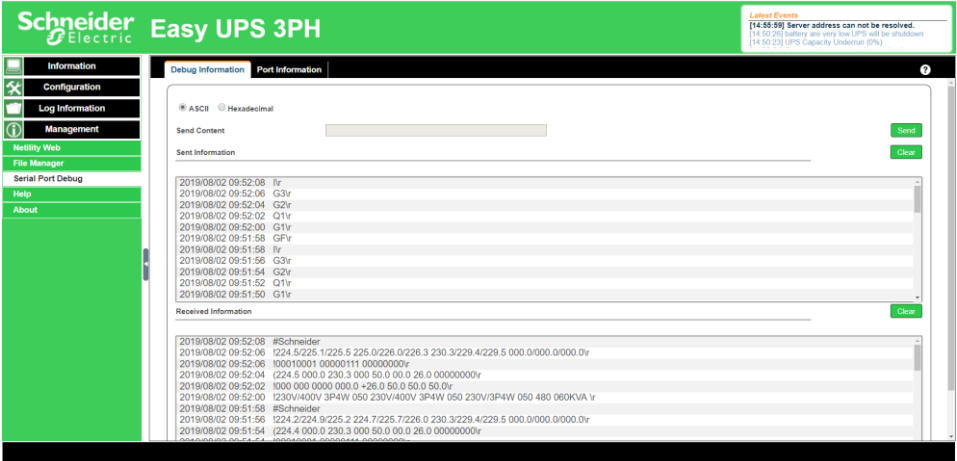 Schneider Electric
Easy UPS 3PH
Latest Events
[14:55:59] Server address can not be resolved.
[14:50:26] battery are very low UPS will be shutdown
[14:50:23] UPS Capacity Underrun (0%)
Information
Configuration
Log Information
Management
Netility Web
File Manager
Serial Port Debug
Help
About
Debug Information Port Information
?
ASCII Hexadecimal
Send Content
Send
Sent Information
Clear
2019/08/02 09:52:08 I\r
2019/08/02 09:52:06 G3\r
2019/08/02 09:52:04 G2\r
2019/08/02 09:52:02 Q1\r
2019/08/02 09:52:00 G1\r
2019/08/02 09:51:58 GF\r
2019/08/02 09:51:58 I\r
2019/08/02 09:51:56 G3\r
2019/08/02 09:51:54 G2\r
2019/08/02 09:51:52 Q1\r
2019/08/02 09:51:50 G1\r
Received Information
Clear
2019/08/02 09:52:08 #Schneider
2019/08/02 09:52:06 !224.5/225.1/225.5 225.0/226.0/226.3 230.3/229.4/229.5 000.0/000.0/000.0\r
2019/08/02 09:52:06 !00010001 00000111 00000000\r
2019/08/02 09:52:04 (224.5 000.0 230.3 000 50.0 00.0 26.0 00000000\r
2019/08/02 09:52:02 !000 000 0000 000.0 +26.0 50.0 50.0 50.0\r
2019/08/02 09:52:00 !230V/400V 3P4W 050 230V/400V 3P4W 050 230V/3P4W 050 480 060KVA \r
2019/08/02 09:51:58 #Schneider
2019/08/02 09:51:56 !224.2/224.9/225.2 224.7/225.7/226.0 230.3/229.4/229.5 000.0/000.0/000.0\r
2019/08/02 09:51:54 (224.4 000.0 230.3 000 50.0 00.0 26.0 00000000\r
2019/08/02 09:51:54 !00010001 00000111 00000000\r